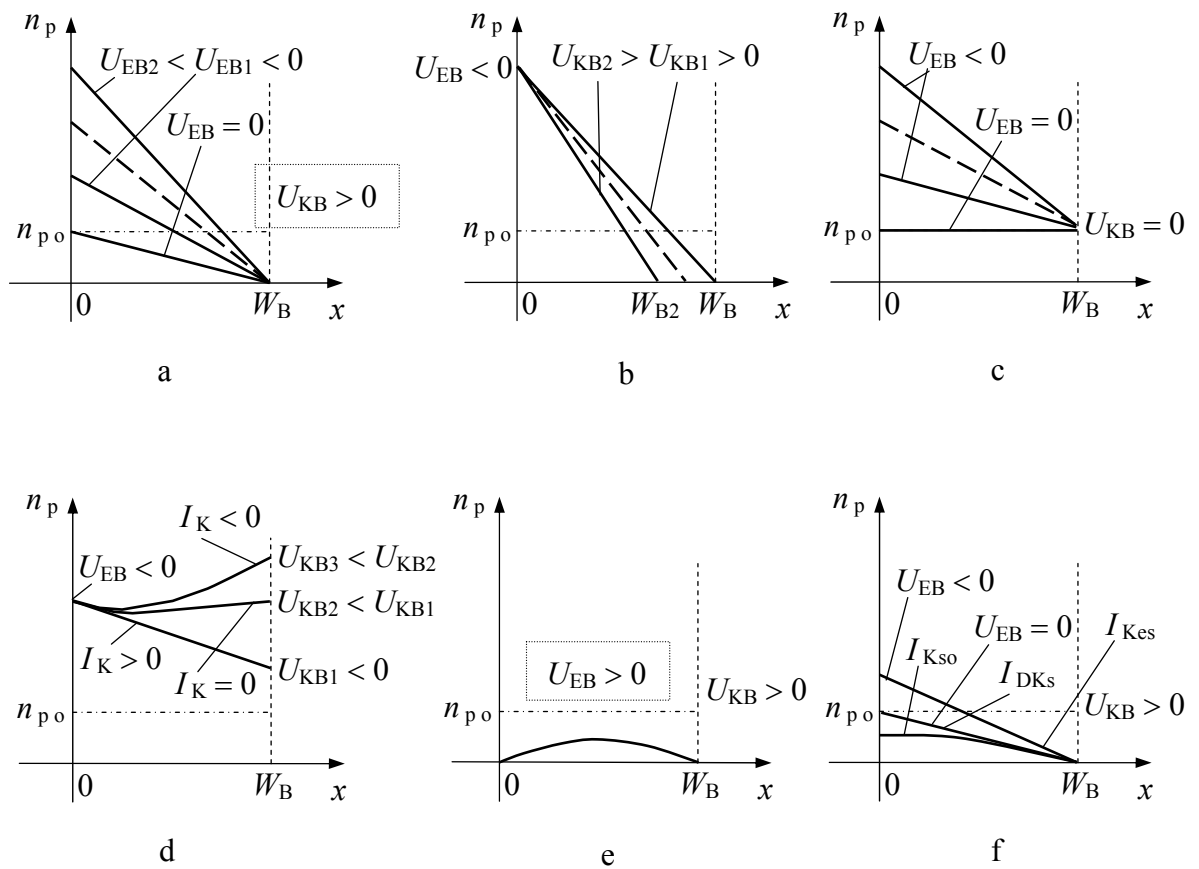 n p
U EB2 < U EB1 < 0
U EB = 0
U KB > 0
n p o
0
W B
x
a
n p
U EB < 0
U KB2 > U KB1 > 0
n p o
0
W B2
W B
x
b
n p
U EB < 0
U EB = 0
n p o
U KB = 0
0
W B
x
c
n p
I K < 0
U EB < 0
U KB3 < U KB2
U KB2 < U KB1
I K > 0
I K = 0
U KB1 < 0
n p o
0
W B
x
d
n p
U EB > 0
U KB > 0
n p o
0
W B
x
e
n p
U EB < 0
U EB = 0
I Kes
I Kso
I DKs
n p o
U KB > 0
0
W B
x
f